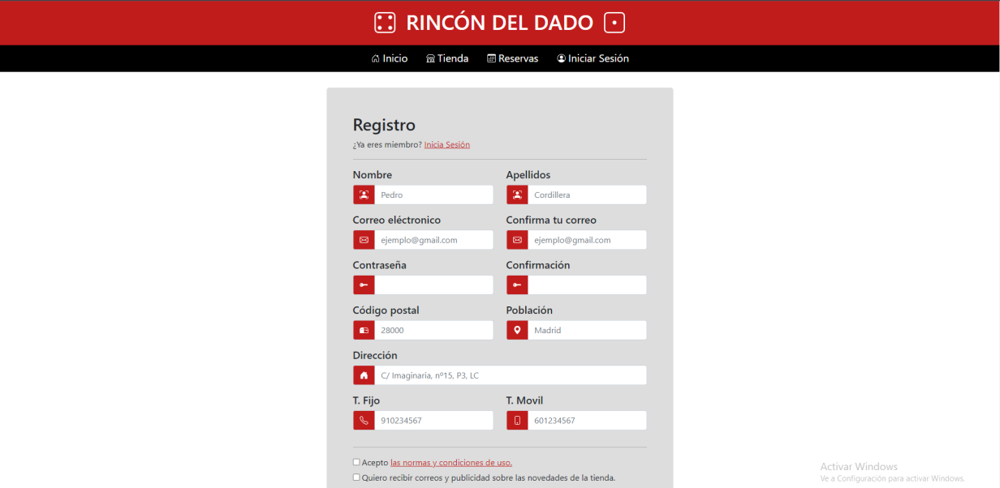 RINCÓN DEL DADO
Inicio Tienda Reservas Iniciar Sesión
Registro
¿Ya eres miembro? Inicia Sesión
Nombre Apellidos
Pedro Cordillera
Correo eléctronico Confirma tu correo
ejemplo@gmail.com ejemplo@gmail.com
Contraseña Confirmación
Código postal Población
28000 Madrid
Dirección
C/ Imaginaria, nº15, P3, LC
T. Fijo T. Movil
910234567 601234567
Acepto las normas y condiciones de uso.
Quiero recibir correos y publicidad sobre las novedades de la tienda.
Activar Windows
Ve a Configuración para activar Windows.